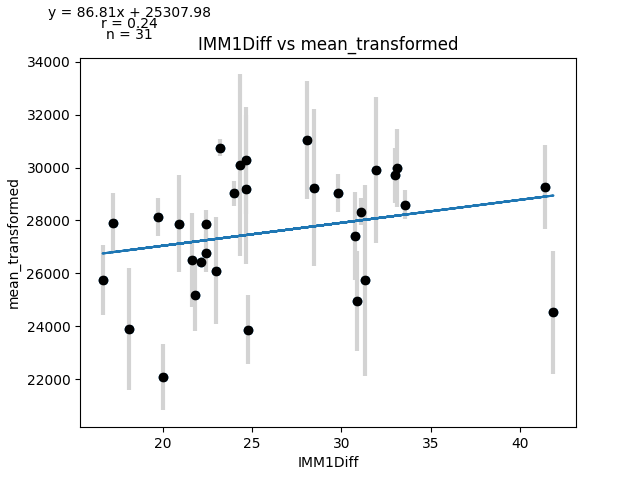 y = 86.81x + 25307.98
r = 0.24
n = 31
IMM1Diff vs mean_transformed
34000
32000
30000
28000
26000
24000
22000
mean_transformed
20
25
30
35
40
IMM1Diff